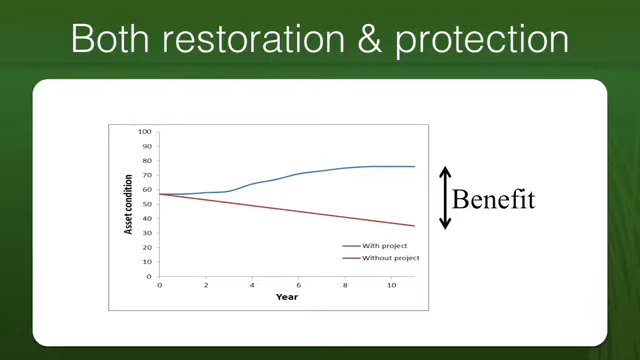 Both restoration & protection
100
90
80
70
60
50
40
30
20
10
0
Asset condition
0 2 4 6 8 10
Year
With project
Without project
Benefit